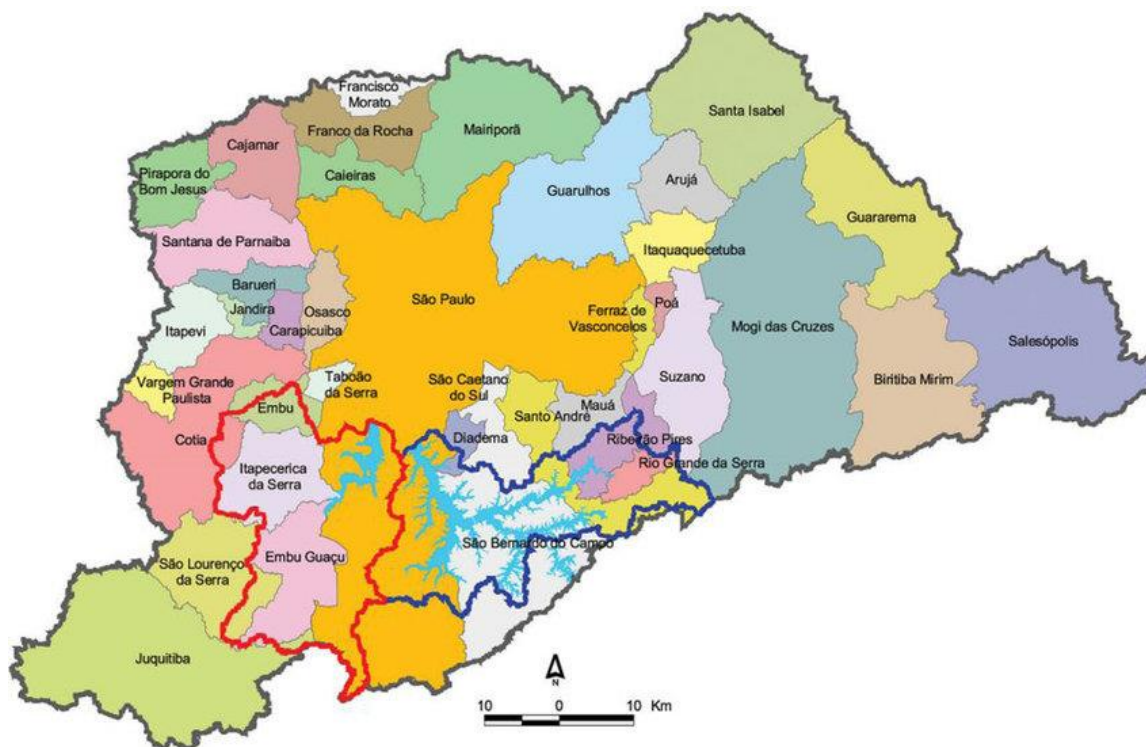 Francisco
Morato
Franco da Rocha
Mairiporã
Santa Isabel
Cajamar
Pirapora do
Bom Jesus
Caieiras
Guarulhos
Arujá
Guararema
Santana de Parnaiba
Itaquaquecetuba
Barueri
Jandira
Itapevi
Carapicuiba
Osasco
São Paulo
Ferraz de
Vasconcelos
Poá
Mogi das Cruzes
Salesópolis
Vargem Grande
Paulista
Taboão
da Serra
São Caetano
do Sul
Suzano
Biritiba Mirim
Embu
Cotia
Santo André
Mauá
Diadema
Ribeirão Pires
Itapecerica
da Serra
Rio Grande da Serra
São Lourenço
da Serra
Embu Guaçu
São Bernardo do Campo
Juquitiba
N
10 0 10 Km